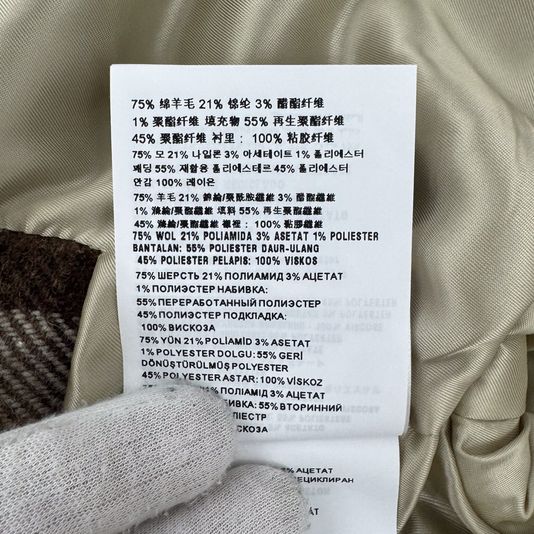 75% 绵羊毛 21% 锦纶 3% 醋酯纤维
1% 聚酯纤维 填充物 55% 再生聚酯纤维
45% 聚酯纤维 衬里： 100% 粘胶纤维
75% 모 21% 나일론 3% 아세테이트 1% 폴리에스터
패딩 55% 재활용 폴리에스테르 45% 폴리에스터
안감 100% 레이온
75% 羊毛 21% 錦綸/聚酰胺纖維 3% 醋酯纖維
1% 滌綸/聚酯纖維 填料 55% 再生聚酯纖維
45% 滌綸/聚酯纖維 襯裡： 100% 黏膠纖維
75% WOL 21% POLIAMIDA 3% ASETAT 1% POLIESTER
BANTALAN: 55% POLIESTER DAUR-ULANG
45% POLIESTER PELAPIS: 100% VISKOS
75% ШЕРСТЬ 21% ПОЛИАМИД 3% АЦЕТАТ
1% ПОЛИЭСТЕР НАБИВКА:
55% ПЕРЕРАБОТАННЫЙ ПОЛИЭСТЕР
45% ПОЛИЭСТЕР ПОДКЛАДКА:
100% ВИСКОЗА
75% YÜN 21% POLİAMİD 3% ASETAT
1% POLYESTER DOLGU: 55% GERİ
DÖNÜŞTÜRÜLMÜŞ POLYESTER
45% POLYESTER ASTAR: 100% VİSKOZ
ПОЛІАМІД 3% АЦЕТАТ
55% ВТОРИННИЙ
3% АЦЕТАТ